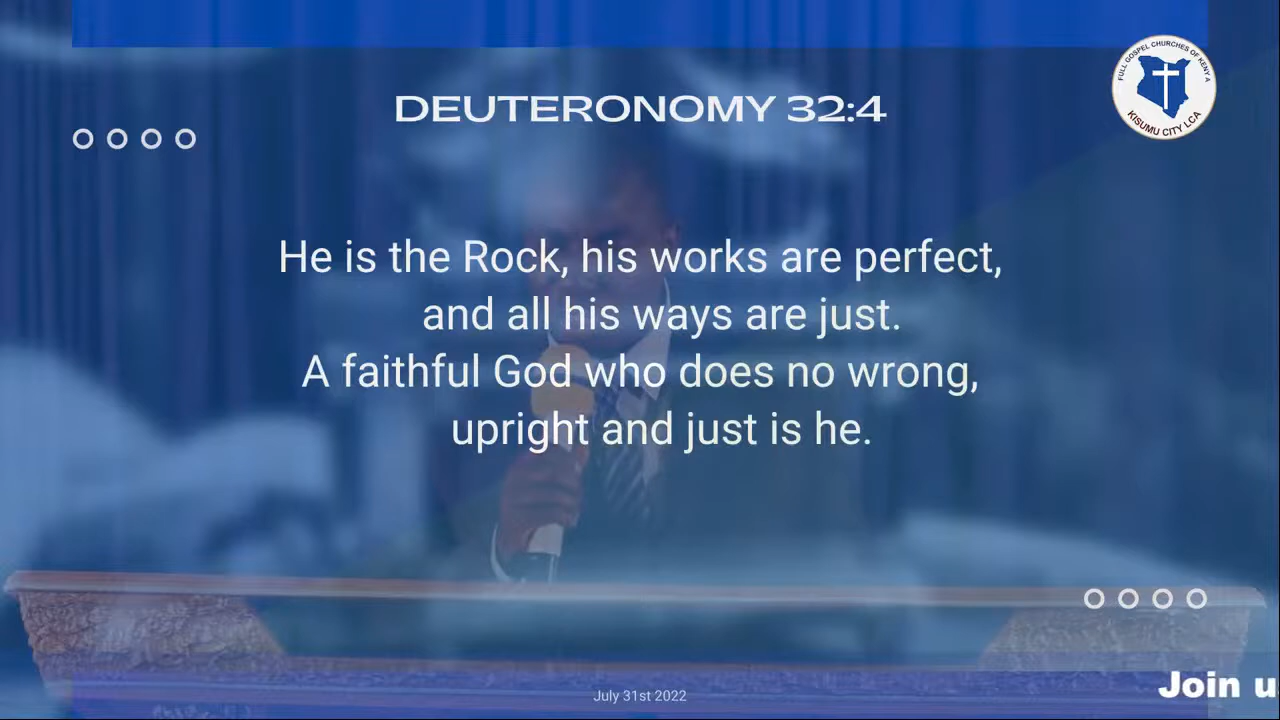 FULL GOSPEL CHURCHES OF KENYA
KISUMU CITY LCA
DEUTERONOMY 32:4
He is the Rock, his works are perfect,
and all his ways are just.
A faithful God who does no wrong,
upright and just is he.
Join u
July 31st 2022